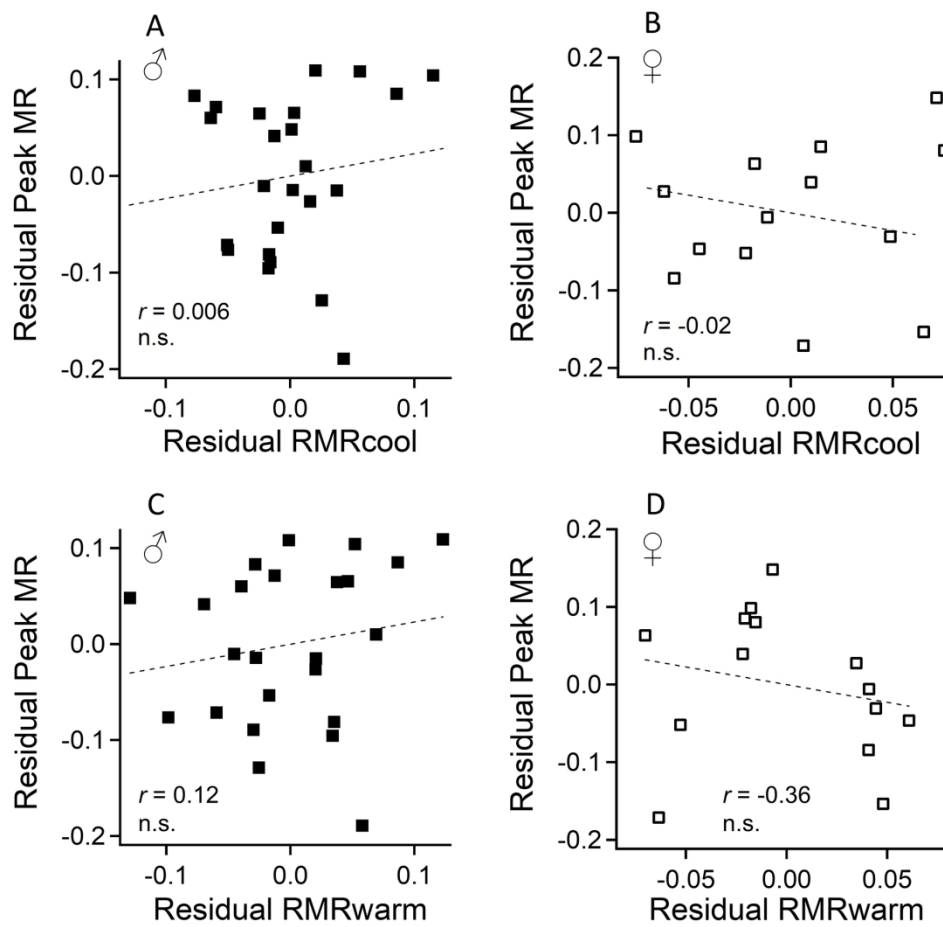 A
♂
Residual Peak MR
0.1
0.0
-0.1
-0.2
r = 0.006
n.s.
-0.1 0.0 0.1
Residual RMRcool
B
♀
Residual Peak MR
0.2
0.1
0.0
-0.1
-0.2
r = -0.02
n.s.
-0.05 0.00 0.05
Residual RMRcool
C
♂
Residual Peak MR
0.1
0.0
-0.1
-0.2
r = 0.12
n.s.
-0.1 0.0 0.1
Residual RMRwarm
D
♀
Residual Peak MR
0.2
0.1
0.0
-0.1
-0.2
r = -0.36
n.s.
-0.05 0.00 0.05
Residual RMRwarm